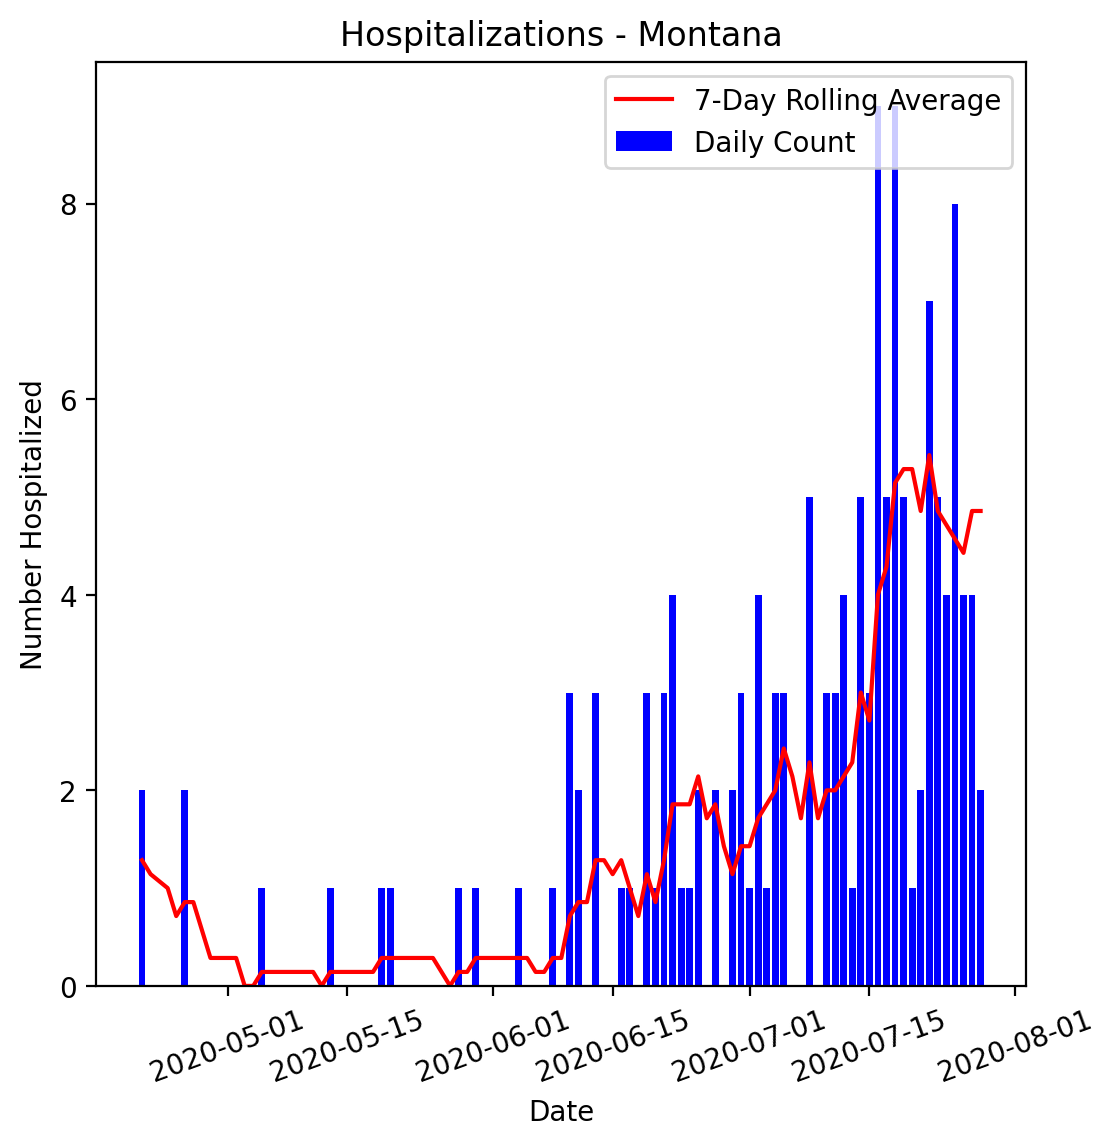 Hospitalizations - Montana
7-Day Rolling Average
Daily Count
Number Hospitalized
8
6
4
2
0
2020-05-01
2020-05-15
2020-06-01
2020-06-15
2020-07-01
2020-07-15
2020-08-01
Date